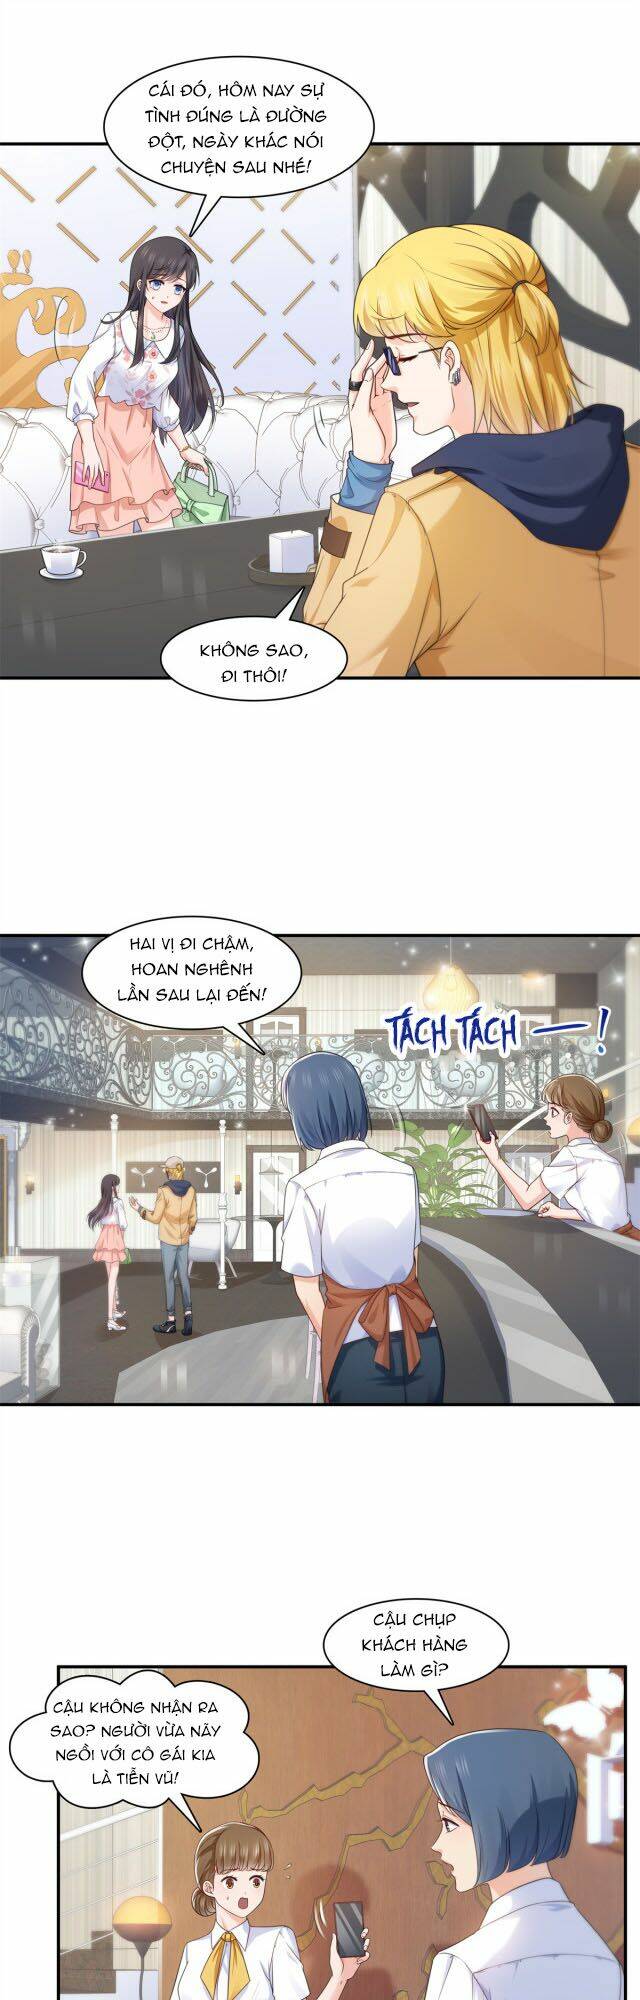 CÁI ĐÓ, HÔM NAY SỰ
TÌNH ĐÚNG LÀ ĐƯỜNG
ĐỘT, NGÀY KHÁC NÓI
CHUYỆN SAU NHÉ!
KHÔNG SAO,
ĐI THÔI!
HAI VỊ ĐI CHẬM,
HOAN NGHÊNH
LẦN SAU LẠI ĐẾN!
TÁCH TÁCH —!
CẬU CHỤP
KHÁCH HÀNG
LÀM GÌ?
CẬU KHÔNG NHẬN RA
SAO? NGƯỜI VỪA NÃY
NGỒI VỚI CÔ GÁI KIA
LÀ TIỄN VŨ!